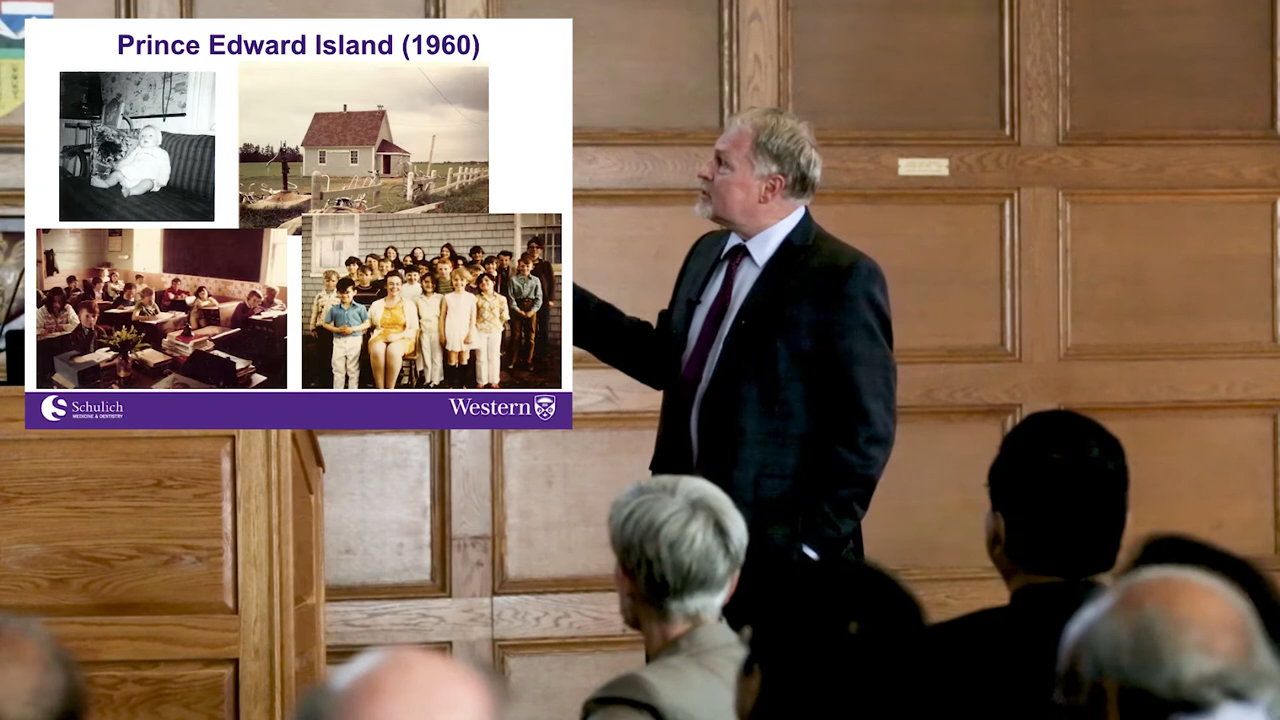 Prince Edward Island (1960)
Schulich
MEDICINE & DENTISTRY
Western